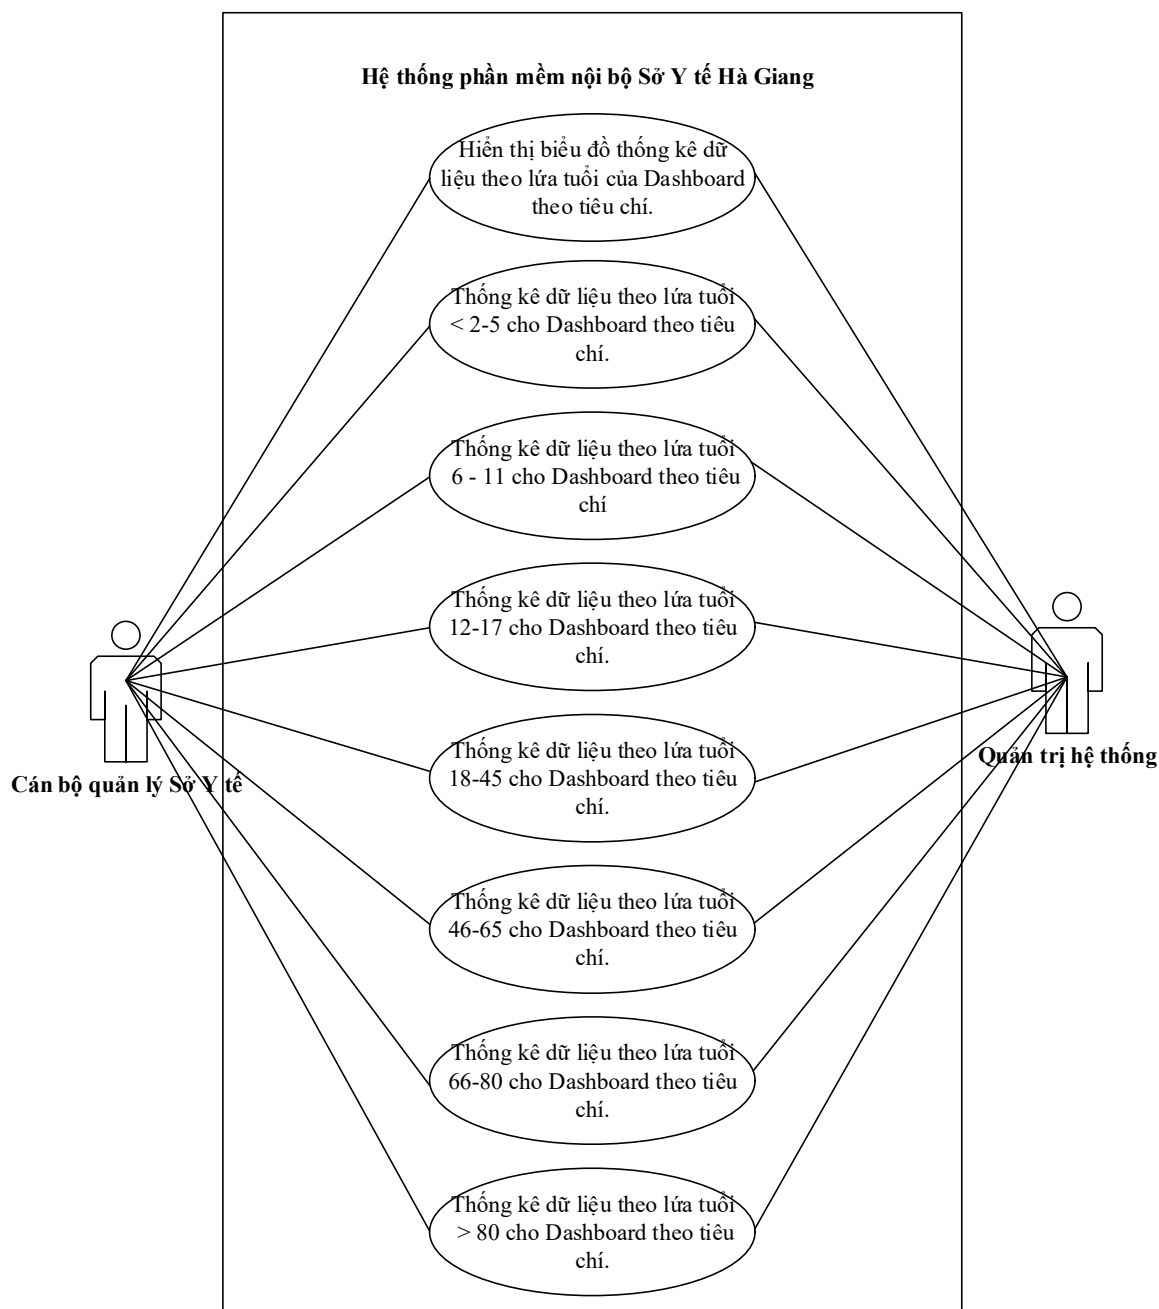 Hệ thống phần mềm nội bộ Sở Y tế Hà Giang
Hiển thị biểu đồ thống kê dữ
liệu theo lứa tuổi của Dashboard
theo tiêu chí.
Thống kê dữ liệu theo lứa tuổi
< 2-5 cho Dashboard theo tiêu
chí.
Thống kê dữ liệu theo lứa tuổi
6 - 11 cho Dashboard theo tiêu
chí
Thống kê dữ liệu theo lứa tuổi
12-17 cho Dashboard theo tiêu
chí.
Thống kê dữ liệu theo lứa tuổi
18-45 cho Dashboard theo tiêu
chí.
Quản trị hệ thống
Cán bộ quản lý Sở Y tế
Thống kê dữ liệu theo lứa tuổi
46-65 cho Dashboard theo tiêu
chí.
Thống kê dữ liệu theo lứa tuổi
66-80 cho Dashboard theo tiêu
chí.
Thống kê dữ liệu theo lứa tuổi
> 80 cho Dashboard theo tiêu
chí.